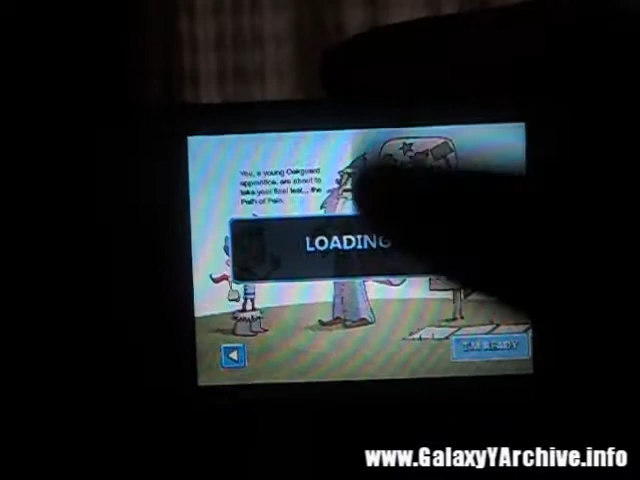 You, a young Oakguard
apprentice, are about to
take your final test... the
Path of Pain.
LOADING
I'M READY
www.GalaxyYArchive.info